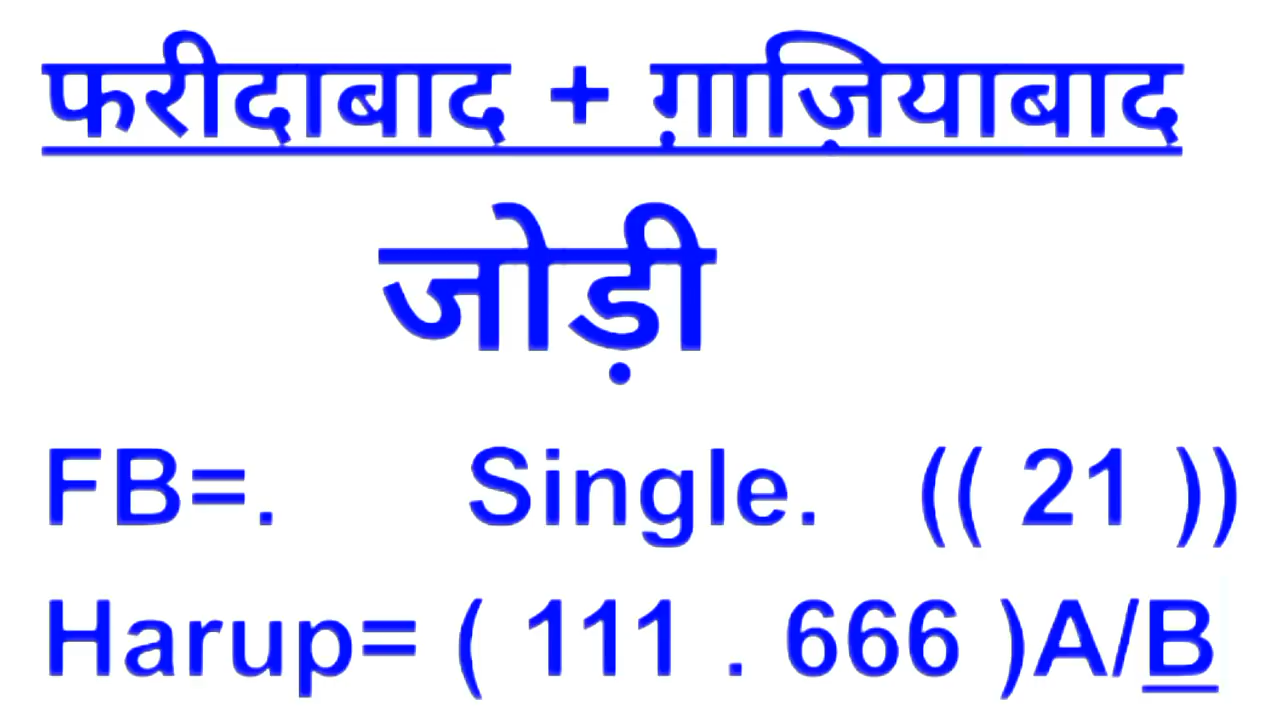 फरीदाबाद + ग़ाज़ियाबाद
जोड़ी
FB=. Single. (( 21 ))
Harup= ( 111 . 666 )A/B